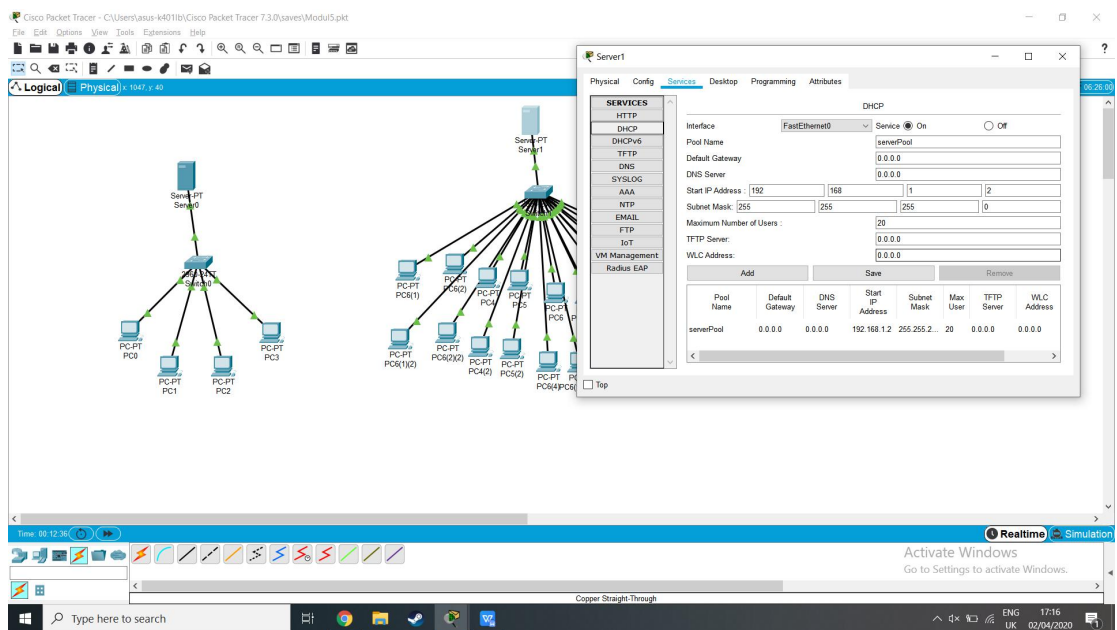 Cisco Packet Tracer - C:\Users\asus-k401lb\Cisco Packet Tracer 7.3.0\saves\Modul5.pkt
File Edit Options View Tools Extensions Help
?
Logical Physical x: 1047, y: 40
06:26:00
Server-PT
Server0
Switch0
PC-PT
PC0
PC-PT
PC1
PC-PT
PC2
PC-PT
PC3
Server-PT
Server1
PC-PT
PC6(1)
PC-PT
PC6(2)
PC-PT
PC4
PC-PT
PC5
PC-PT
PC6
PC-PT
PC6(1)(2)
PC-PT
PC6(2)(2)
PC-PT
PC4(2)
PC-PT
PC5(2)
PC-PT
PC6(4)
Server1
Physical Config Services Desktop Programming Attributes
SERVICES
HTTP
DHCP
DHCPv6
TFTP
DNS
SYSLOG
AAA
NTP
EMAIL
FTP
IoT
VM Management
Radius EAP
DHCP
Interface FastEthernet0 Service On Off
Pool Name serverPool
Default Gateway 0.0.0.0
DNS Server 0.0.0.0
Start IP Address : 192 168 1 2
Subnet Mask: 255 255 255 0
Maximum Number of Users : 20
TFTP Server: 0.0.0.0
WLC Address: 0.0.0.0
Add Save Remove
Pool Name Default Gateway DNS Server Start IP Address Subnet Mask Max User TFTP Server WLC Address
serverPool 0.0.0.0 0.0.0.0 192.168.1.2 255.255.2... 20 0.0.0.0 0.0.0.0
Top
Time: 00:12:36
Realtime Simulation
Activate Windows
Go to Settings to activate Windows.
Copper Straight-Through
Type here to search
ENG 17:16
UK 02/04/2020